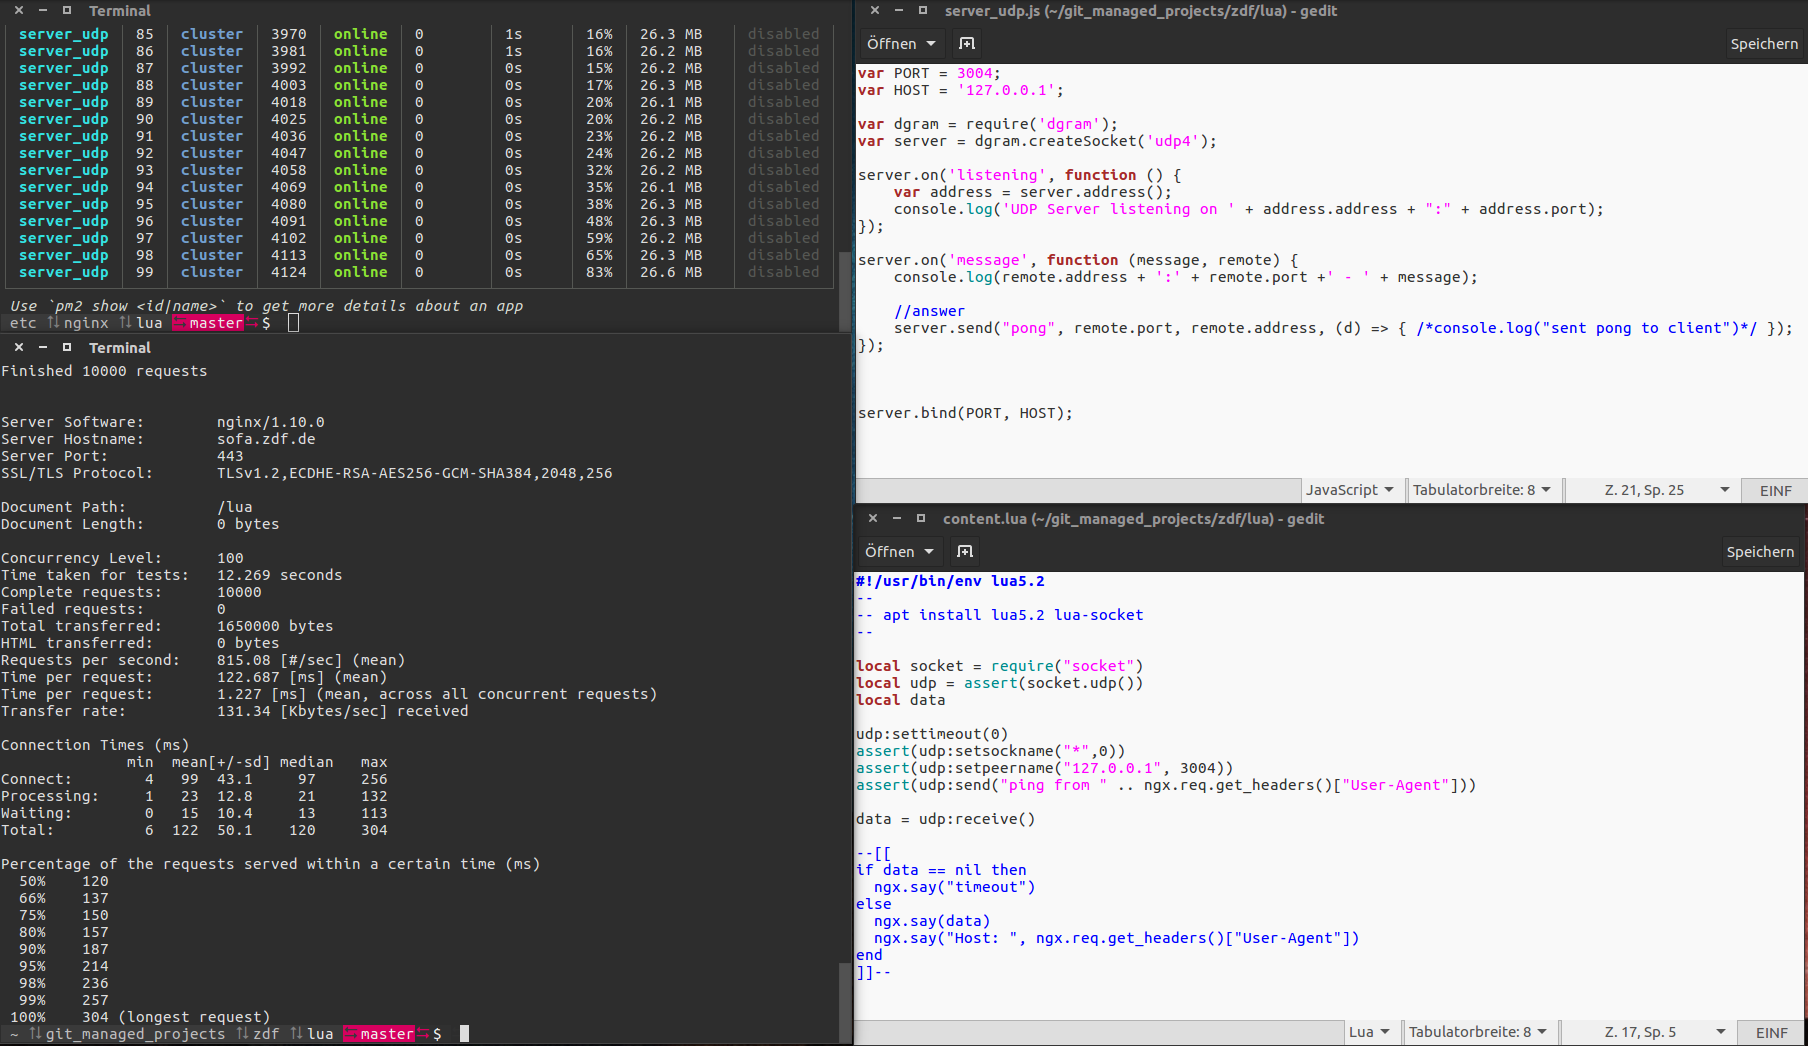 Terminal
server_udp 85 cluster 3970 online 0 1s 16% 26.3 MB disabled
server_udp 86 cluster 3981 online 0 1s 16% 26.2 MB disabled
server_udp 87 cluster 3992 online 0 0s 15% 26.2 MB disabled
server_udp 88 cluster 4003 online 0 0s 17% 26.3 MB disabled
server_udp 89 cluster 4018 online 0 0s 20% 26.1 MB disabled
server_udp 90 cluster 4025 online 0 0s 20% 26.2 MB disabled
server_udp 91 cluster 4036 online 0 0s 23% 26.2 MB disabled
server_udp 92 cluster 4047 online 0 0s 24% 26.2 MB disabled
server_udp 93 cluster 4058 online 0 0s 32% 26.2 MB disabled
server_udp 94 cluster 4069 online 0 0s 35% 26.1 MB disabled
server_udp 95 cluster 4080 online 0 0s 38% 26.3 MB disabled
server_udp 96 cluster 4091 online 0 0s 48% 26.3 MB disabled
server_udp 97 cluster 4102 online 0 0s 59% 26.2 MB disabled
server_udp 98 cluster 4113 online 0 0s 65% 26.3 MB disabled
server_udp 99 cluster 4124 online 0 0s 83% 26.6 MB disabled
Use `pm2 show <id|name>` to get more details about an app
etc ⇅ nginx ⇅ lua ⇆ master ⇆ $
Terminal
Finished 10000 requests
Server Software: nginx/1.10.0
Server Hostname: sofa.zdf.de
Server Port: 443
SSL/TLS Protocol: TLSv1.2,ECDHE-RSA-AES256-GCM-SHA384,2048,256
Document Path: /lua
Document Length: 0 bytes
Concurrency Level: 100
Time taken for tests: 12.269 seconds
Complete requests: 10000
Failed requests: 0
Total transferred: 1650000 bytes
HTML transferred: 0 bytes
Requests per second: 815.08 [#/sec] (mean)
Time per request: 122.687 [ms] (mean)
Time per request: 1.227 [ms] (mean, across all concurrent requests)
Transfer rate: 131.34 [Kbytes/sec] received
Connection Times (ms)
min mean[+/-sd] median max
Connect: 4 99 43.1 97 256
Processing: 1 23 12.8 21 132
Waiting: 0 15 10.4 13 113
Total: 6 122 50.1 120 304
Percentage of the requests served within a certain time (ms)
50% 120
66% 137
75% 150
80% 157
90% 187
95% 214
98% 236
99% 257
100% 304 (longest request)
~ ⇅ git_managed_projects ⇅ zdf ⇅ lua ⇆ master ⇆ $
server_udp.js (~/git_managed_projects/zdf/lua) - gedit
Öffnen Speichern
var PORT = 3004;
var HOST = '127.0.0.1';
var dgram = require('dgram');
var server = dgram.createSocket('udp4');
server.on('listening', function () {
var address = server.address();
console.log('UDP Server listening on ' + address.address + ":" + address.port);
});
server.on('message', function (message, remote) {
console.log(remote.address + ':' + remote.port +' - ' + message);
//answer
server.send("pong", remote.port, remote.address, (d) => { /*console.log("sent pong to client")*/ });
});
server.bind(PORT, HOST);
JavaScript Tabulatorbreite: 8 Z. 21, Sp. 25 EINF
content.lua (~/git_managed_projects/zdf/lua) - gedit
Öffnen Speichern
#!/usr/bin/env lua5.2
--
-- apt install lua5.2 lua-socket
--
local socket = require("socket")
local udp = assert(socket.udp())
local data
udp:settimeout(0)
assert(udp:setsockname("*",0))
assert(udp:setpeername("127.0.0.1", 3004))
assert(udp:send("ping from " .. ngx.req.get_headers()["User-Agent"]))
data = udp:receive()
--[[
if data == nil then
ngx.say("timeout")
else
ngx.say(data)
ngx.say("Host: ", ngx.req.get_headers()["User-Agent"])
end
]]--
Lua Tabulatorbreite: 8 Z. 17, Sp. 5 EINF